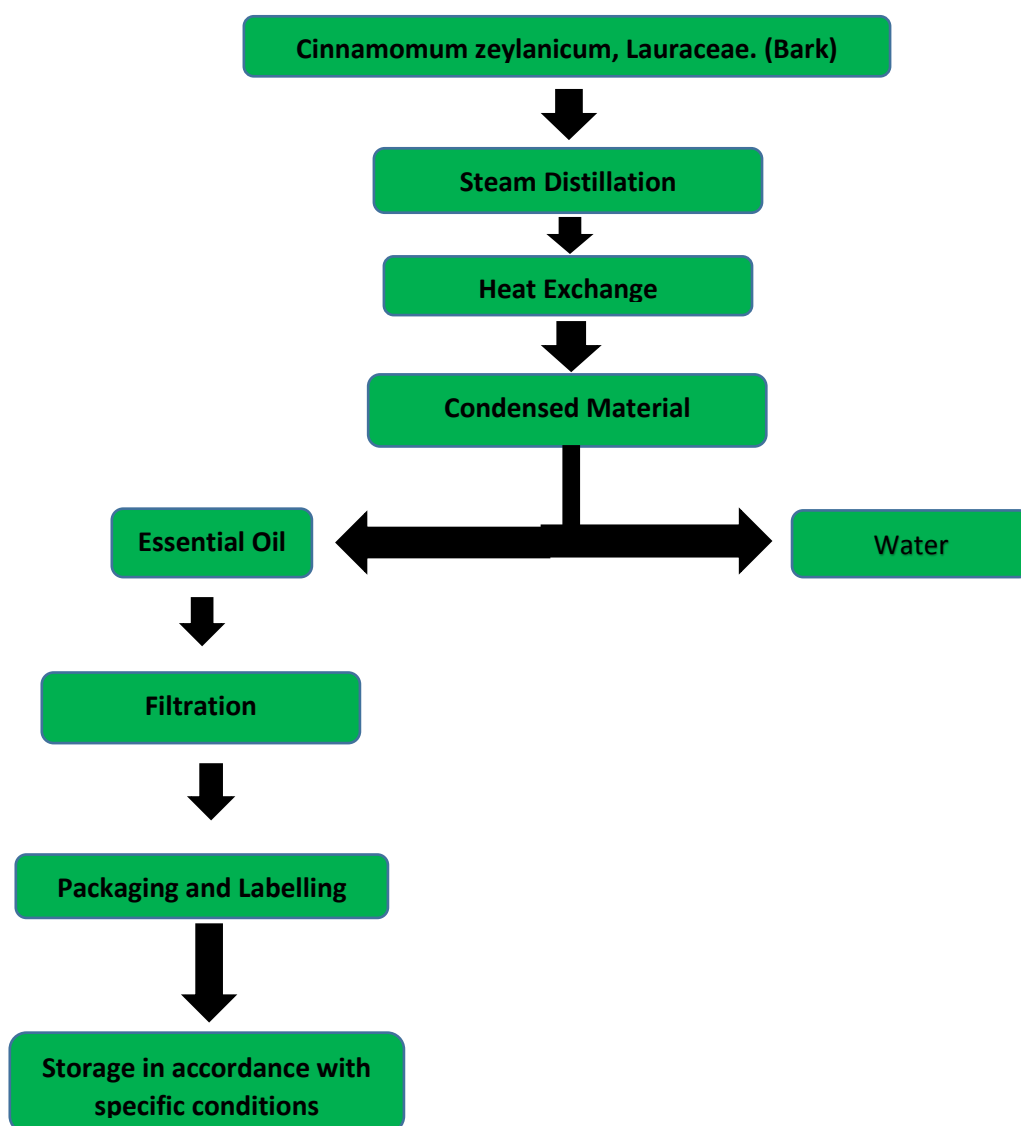 Cinnamomum zeylanicum, Lauraceae. (Bark)
Steam Distillation
Heat Exchange
Condensed Material
Essential Oil
Water
Filtration
Packaging and Labelling
Storage in accordance with
specific conditions